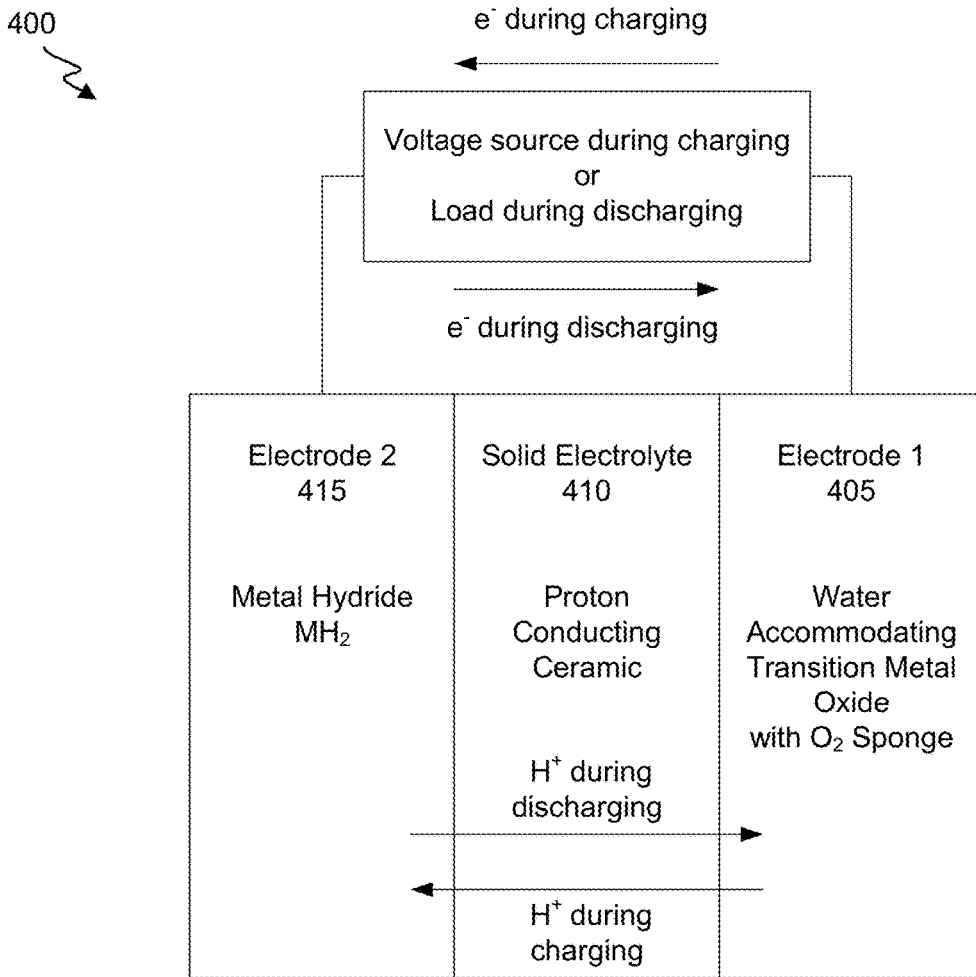 400
e⁻ during charging
Voltage source during charging
or
Load during discharging
e⁻ during discharging
Electrode 2
415
Metal Hydride
MH₂
Solid Electrolyte
410
Proton
Conducting
Ceramic
Electrode 1
405
Water
Accommodating
Transition Metal
Oxide
with O₂ Sponge
H⁺ during
discharging
H⁺ during
charging